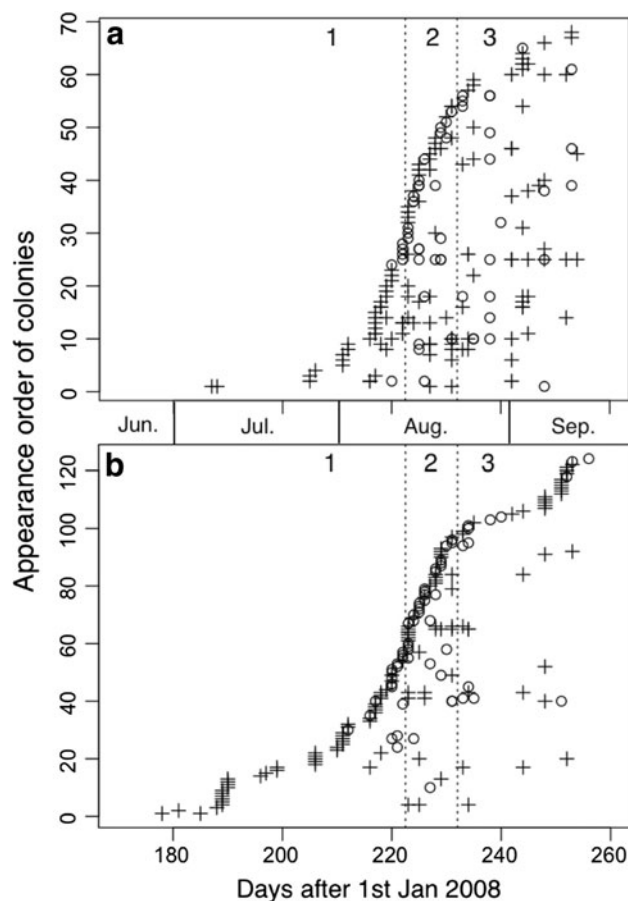 a 1 2 3
70
60
50
40
30
20
10
0
Jun. Jul. Aug. Sep.
b 1 2 3
120
100
80
60
40
20
0
180 200 220 240 260
Appearance order of colonies
Days after 1st Jan 2008